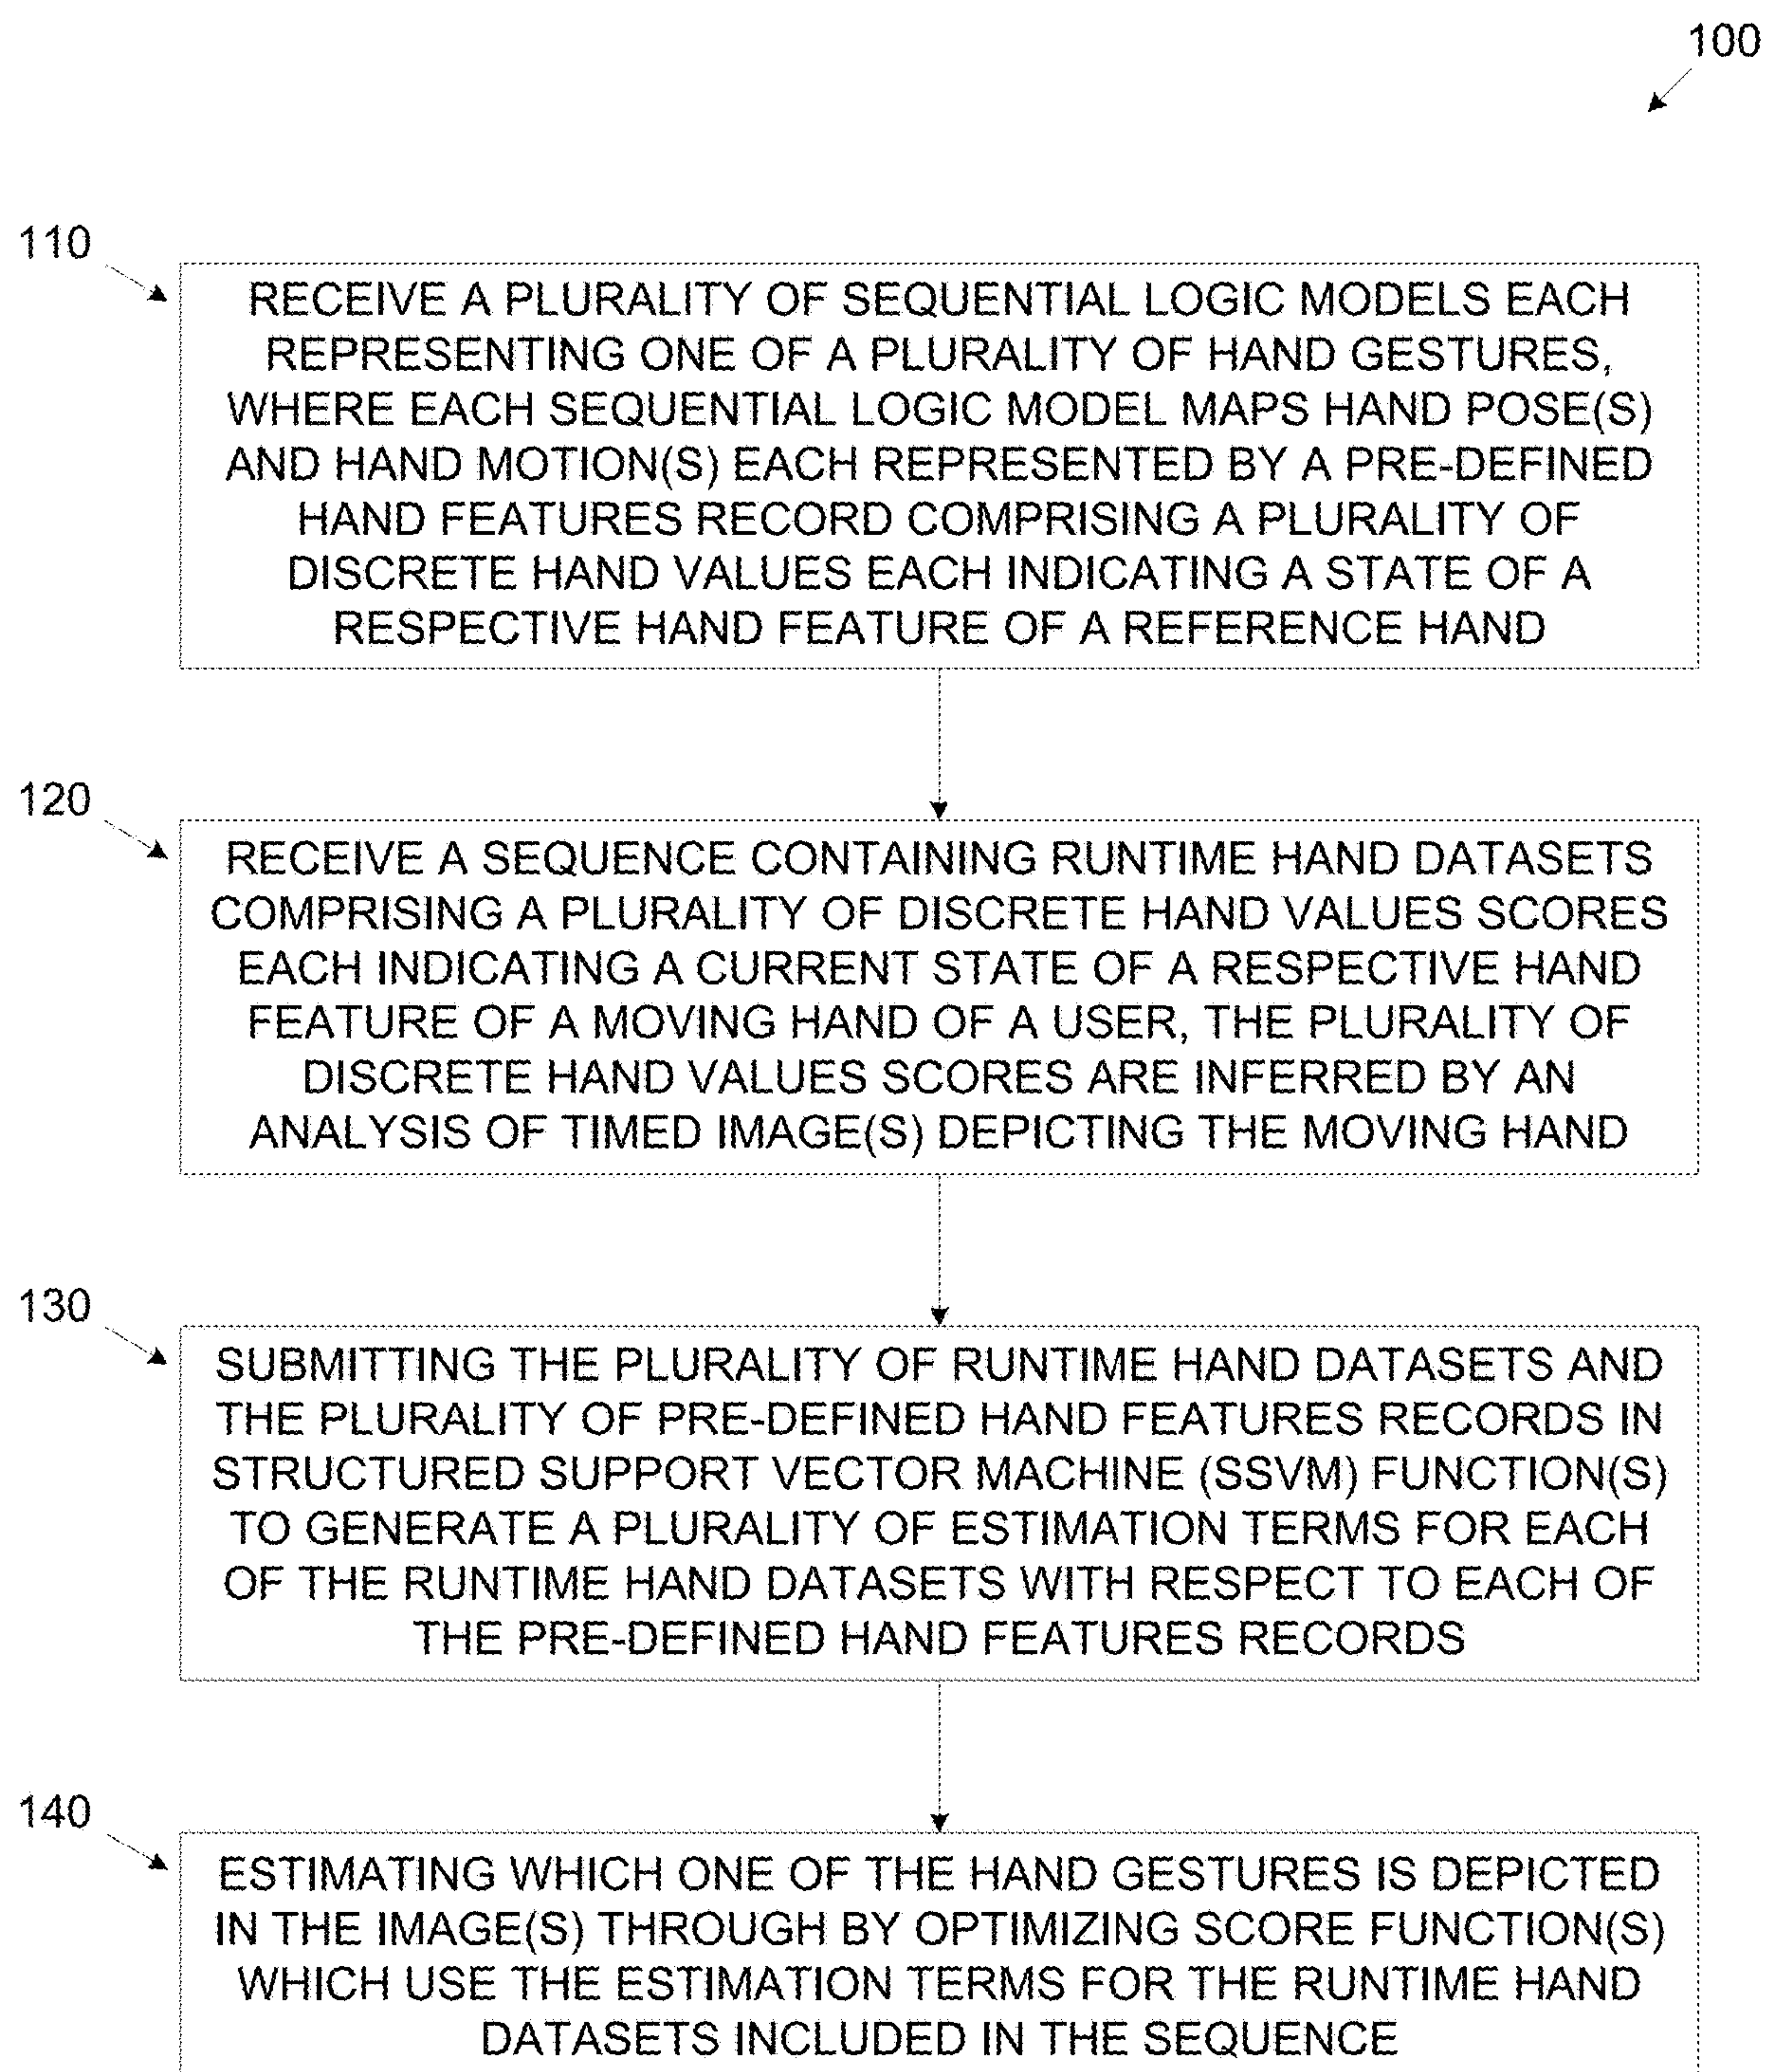 100
110
RECEIVE A PLURALITY OF SEQUENTIAL LOGIC MODELS EACH
REPRESENTING ONE OF A PLURALITY OF HAND GESTURES,
WHERE EACH SEQUENTIAL LOGIC MODEL MAPS HAND POSE(S)
AND HAND MOTION(S) EACH REPRESENTED BY A PRE-DEFINED
HAND FEATURES RECORD COMPRISING A PLURALITY OF
DISCRETE HAND VALUES EACH INDICATING A STATE OF A
RESPECTIVE HAND FEATURE OF A REFERENCE HAND
120
RECEIVE A SEQUENCE CONTAINING RUNTIME HAND DATASETS
COMPRISING A PLURALITY OF DISCRETE HAND VALUES SCORES
EACH INDICATING A CURRENT STATE OF A RESPECTIVE HAND
FEATURE OF A MOVING HAND OF A USER, THE PLURALITY OF
DISCRETE HAND VALUES SCORES ARE INFERRED BY AN
ANALYSIS OF TIMED IMAGE(S) DEPICTING THE MOVING HAND
130
SUBMITTING THE PLURALITY OF RUNTIME HAND DATASETS AND
THE PLURALITY OF PRE-DEFINED HAND FEATURES RECORDS IN
STRUCTURED SUPPORT VECTOR MACHINE (SSVM) FUNCTION(S)
TO GENERATE A PLURALITY OF ESTIMATION TERMS FOR EACH
OF THE RUNTIME HAND DATASETS WITH RESPECT TO EACH OF
THE PRE-DEFINED HAND FEATURES RECORDS
140
ESTIMATING WHICH ONE OF THE HAND GESTURES IS DEPICTED
IN THE IMAGE(S) THROUGH BY OPTIMIZING SCORE FUNCTION(S)
WHICH USE THE ESTIMATION TERMS FOR THE RUNTIME HAND
DATASETS INCLUDED IN THE SEQUENCE